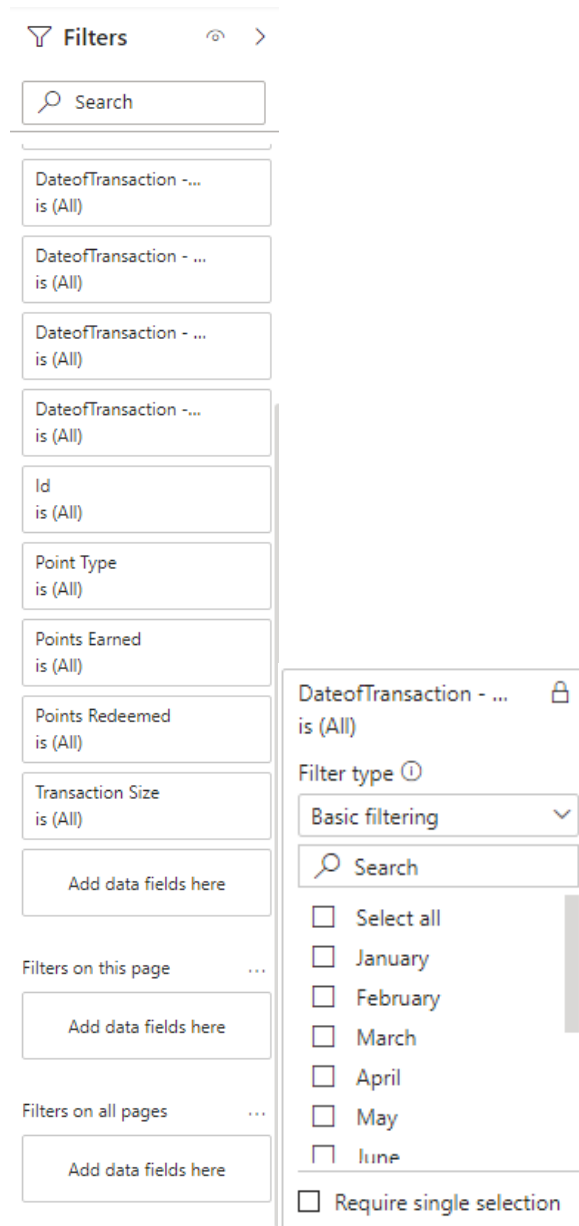 Filters
Search
DateofTransaction -...
is (All)
DateofTransaction - ...
is (All)
DateofTransaction - ...
is (All)
DateofTransaction -...
is (All)
Id
is (All)
Point Type
is (All)
Points Earned
is (All)
Points Redeemed
is (All)
Transaction Size
is (All)
Add data fields here
Filters on this page ...
Add data fields here
Filters on all pages ...
Add data fields here
DateofTransaction - ...
is (All)
Filter type
Basic filtering
Search
Select all
January
February
March
April
May
June
Require single selection